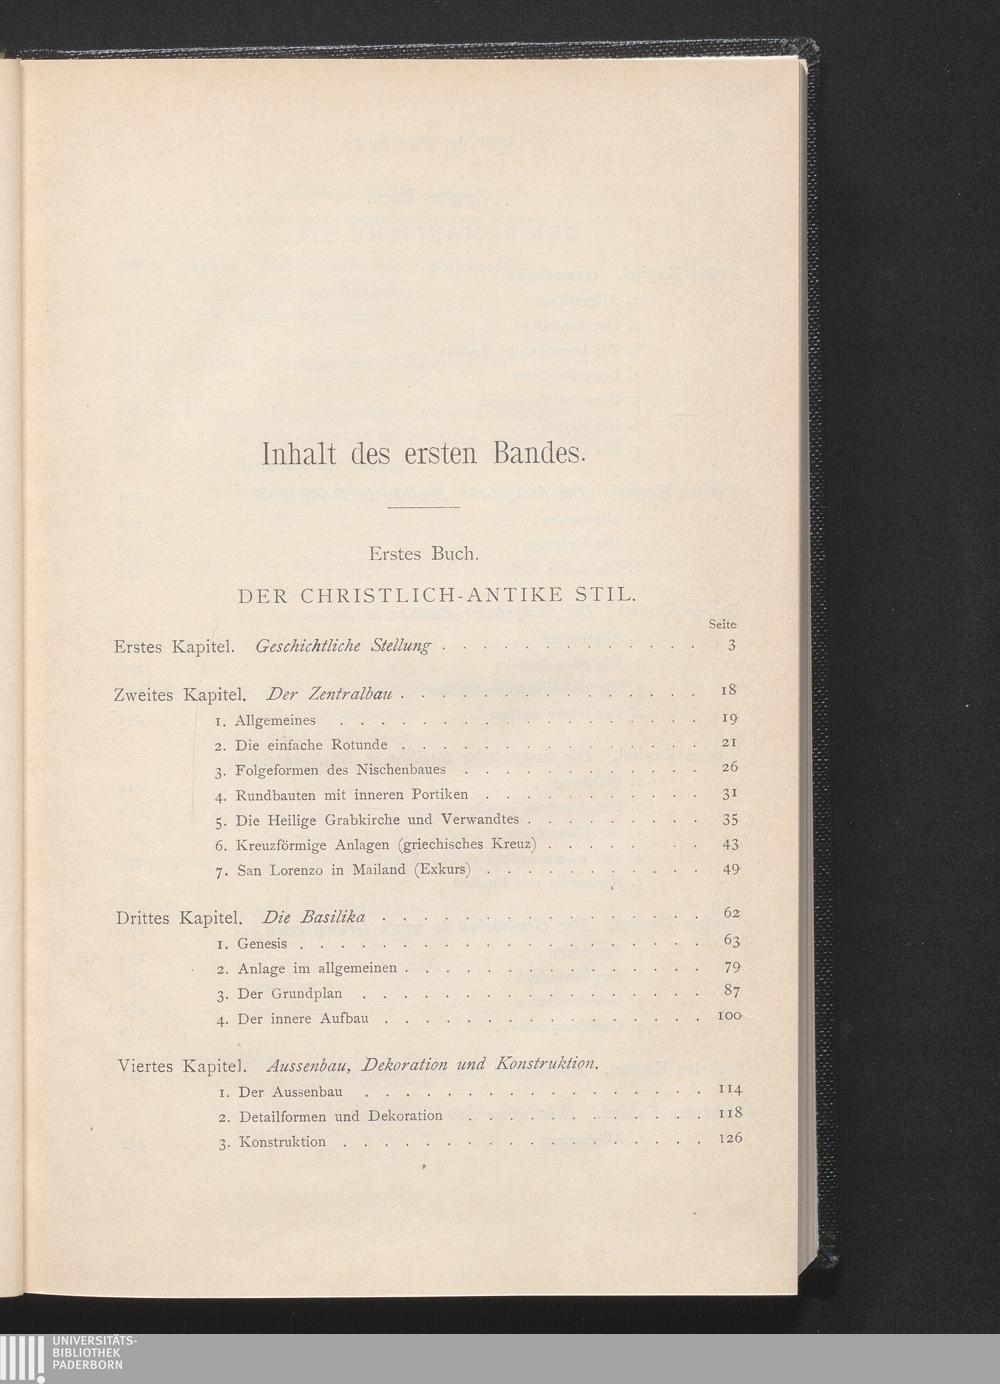 Inhalt des ersten Bandes.
Erstes Buch.
DER CHRISTLICH-ANTIKE STIL.
Seite
Erstes Kapitel. Geschichtliche Stellung . . . . . . . . . . . . . 3
Zweites Kapitel. Der Zentralbau . . . . . . . . . . . . . . . 18
1. Allgemeines . . . . . . . . . . . . . . . . . . 19
2. Die einfache Rotunde . . . . . . . . . . . . . . . 21
3. Folgeformen des Nischenbaues . . . . . . . . . . . . 26
4. Rundbauten mit inneren Portiken . . . . . . . . . . . 31
5. Die Heilige Grabkirche und Verwandtes . . . . . . . . . 35
6. Kreuzförmige Anlagen (griechisches Kreuz) . . . . . . . 43
7. San Lorenzo in Mailand (Exkurs) . . . . . . . . . . . 49
Drittes Kapitel. Die Basilika . . . . . . . . . . . . . . . . 62
1. Genesis . . . . . . . . . . . . . . . . . . . . 63
2. Anlage im allgemeinen . . . . . . . . . . . . . . . 79
3. Der Grundplan . . . . . . . . . . . . . . . . . 87
4. Der innere Aufbau . . . . . . . . . . . . . . . . 100
Viertes Kapitel. Aussenbau, Dekoration und Konstruktion.
1. Der Aussenbau . . . . . . . . . . . . . . . . . 114
2. Detailformen und Dekoration . . . . . . . . . . . . 118
3. Konstruktion . . . . . . . . . . . . . . . . . . 126
UNIVERSITÄTS-
BIBLIOTHEK
PADERBORN